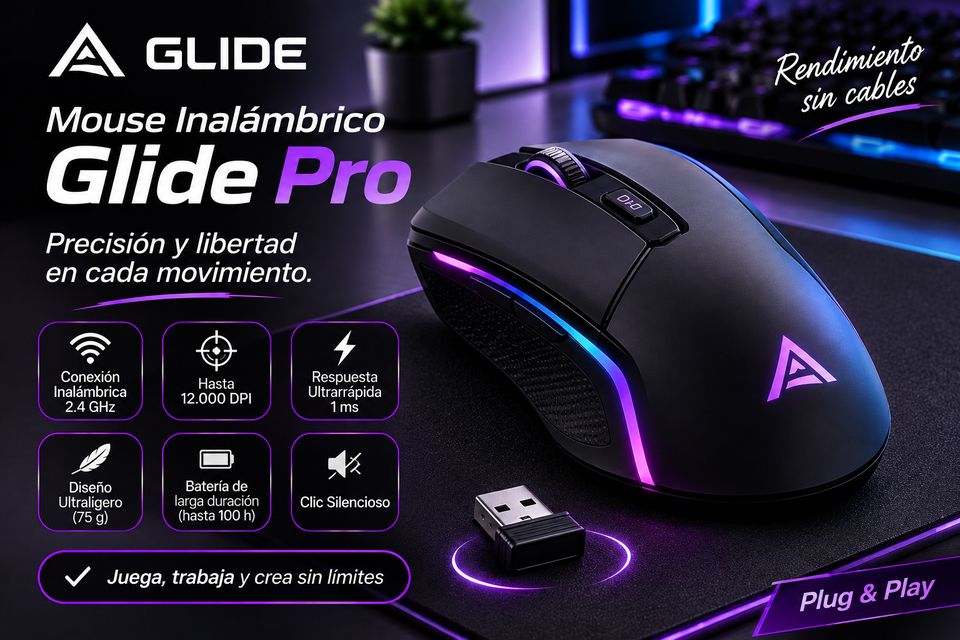 GLIDE
Mouse Inalámbrico
Glide Pro
Precisión y libertad
en cada movimiento.
Rendimiento
sin cables
Conexión
Inalámbrica
2.4 GHz
Hasta
12.000 DPI
Respuesta
Ultrarrápida
1 ms
Diseño
Ultraligero
(75 g)
Batería de
larga duración
(hasta 100 h)
Clic Silencioso
Juega, trabaja y crea sin límites
Plug & Play